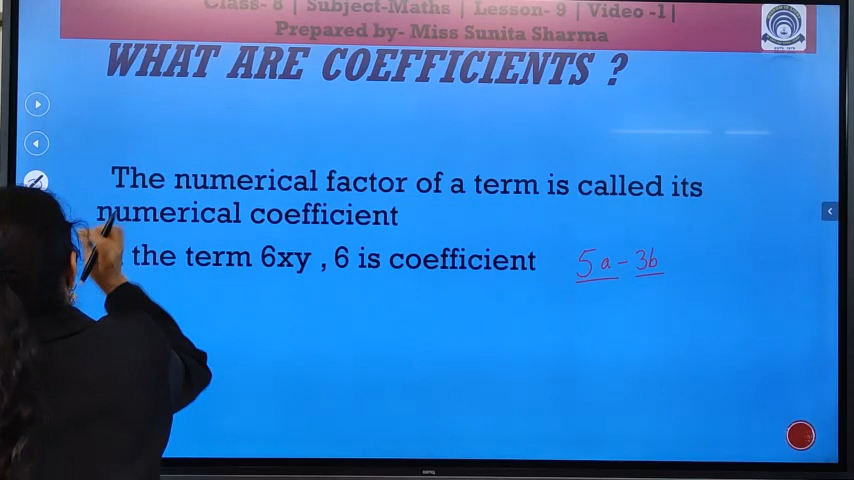 Class- 8 | Subject-Maths | Lesson- 9 | Video -1|
Prepared by- Miss Sunita Sharma
WHAT ARE COEFFICIENTS ?
The numerical factor of a term is called its
numerical coefficient
the term 6xy , 6 is coefficient 5a - 3b